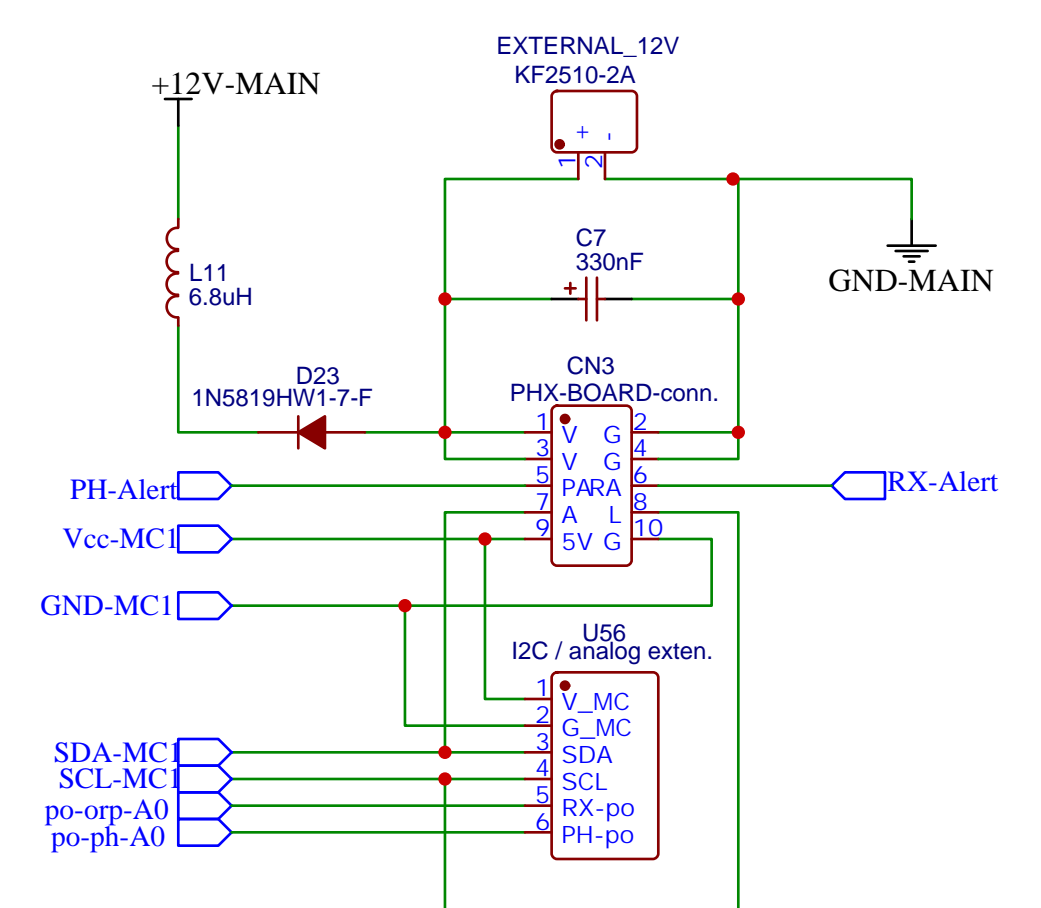 EXTERNAL_12V
KF2510-2A
+12V-MAIN
+ -
1 2
C7
330nF
+
GND-MAIN
L11
6.8uH
CN3
PHX-BOARD-conn.
D23
1N5819HW1-7-F
1 V G 2
3 V G 4
PH-Alert 5 PA RA 6 RX-Alert
7 A L 8
Vcc-MC1 9 5V G 10
GND-MC1
U56
I2C / analog exten.
1 V_MC
2 G_MC
SDA-MC1 3 SDA
SCL-MC1 4 SCL
po-orp-A0 5 RX-po
po-ph-A0 6 PH-po